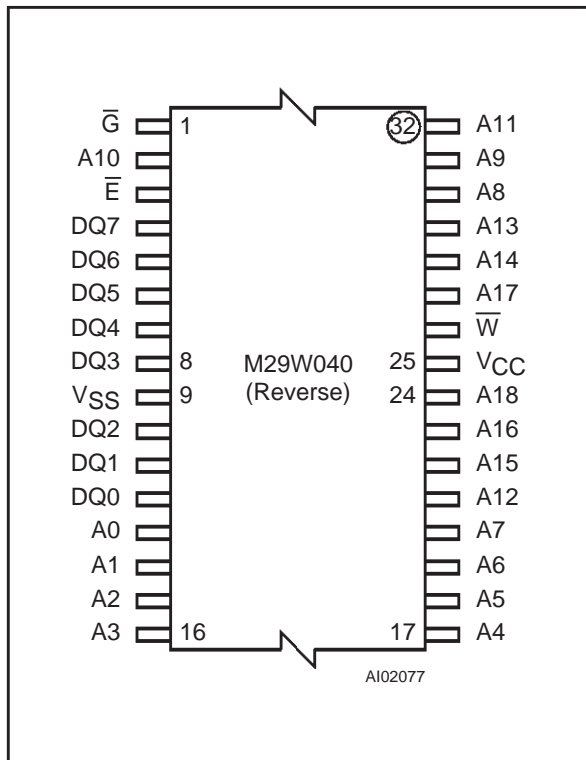 G̅ 1 32 A11
A10 A9
E̅ A8
DQ7 A13
DQ6 A14
DQ5 A17
DQ4 W̅
DQ3 8 M29W040 25 VCC
VSS 9 (Reverse) 24 A18
DQ2 A16
DQ1 A15
DQ0 A12
A0 A7
A1 A6
A2 A5
A3 16 17 A4
AI02077